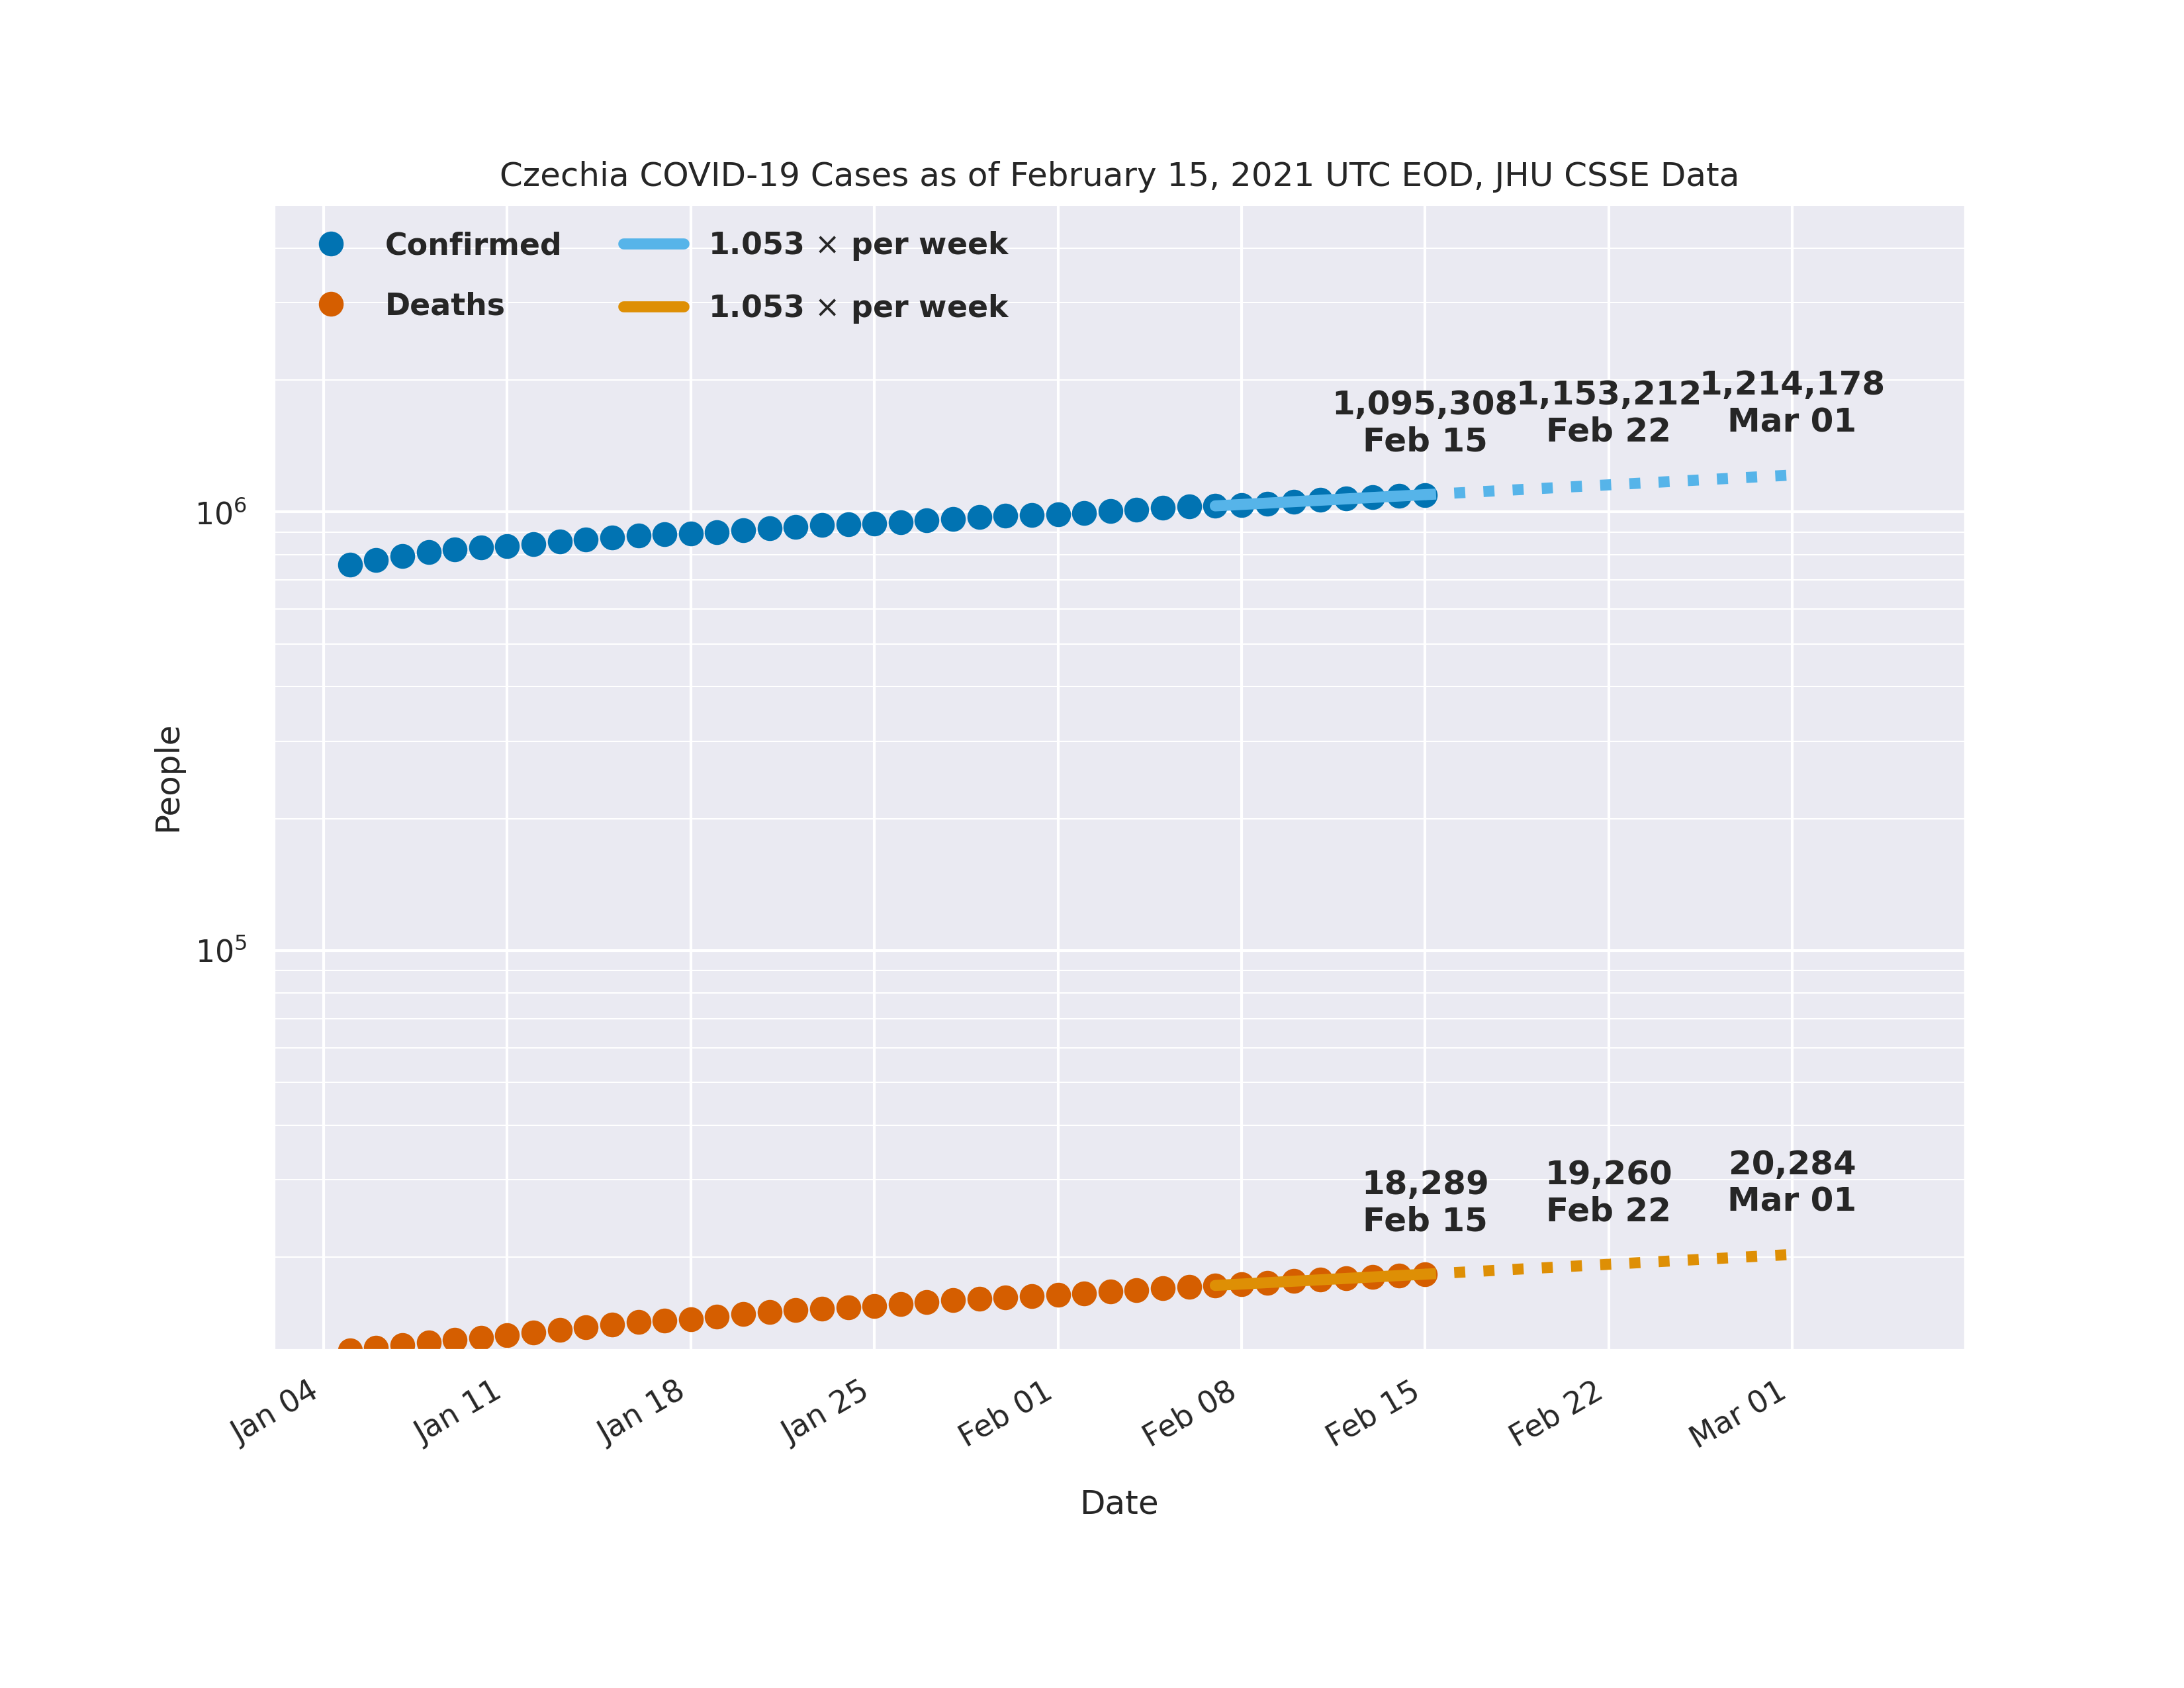 Czechia COVID-19 Cases as of February 15, 2021 UTC EOD, JHU CSSE Data
Confirmed
Deaths
1.053 × per week
1.053 × per week
1,095,308
Feb 15
1,153,212
Feb 22
1,214,178
Mar 01
18,289
Feb 15
19,260
Feb 22
20,284
Mar 01
People
10⁶
10⁵
Jan 04
Jan 11
Jan 18
Jan 25
Feb 01
Feb 08
Feb 15
Feb 22
Mar 01
Date